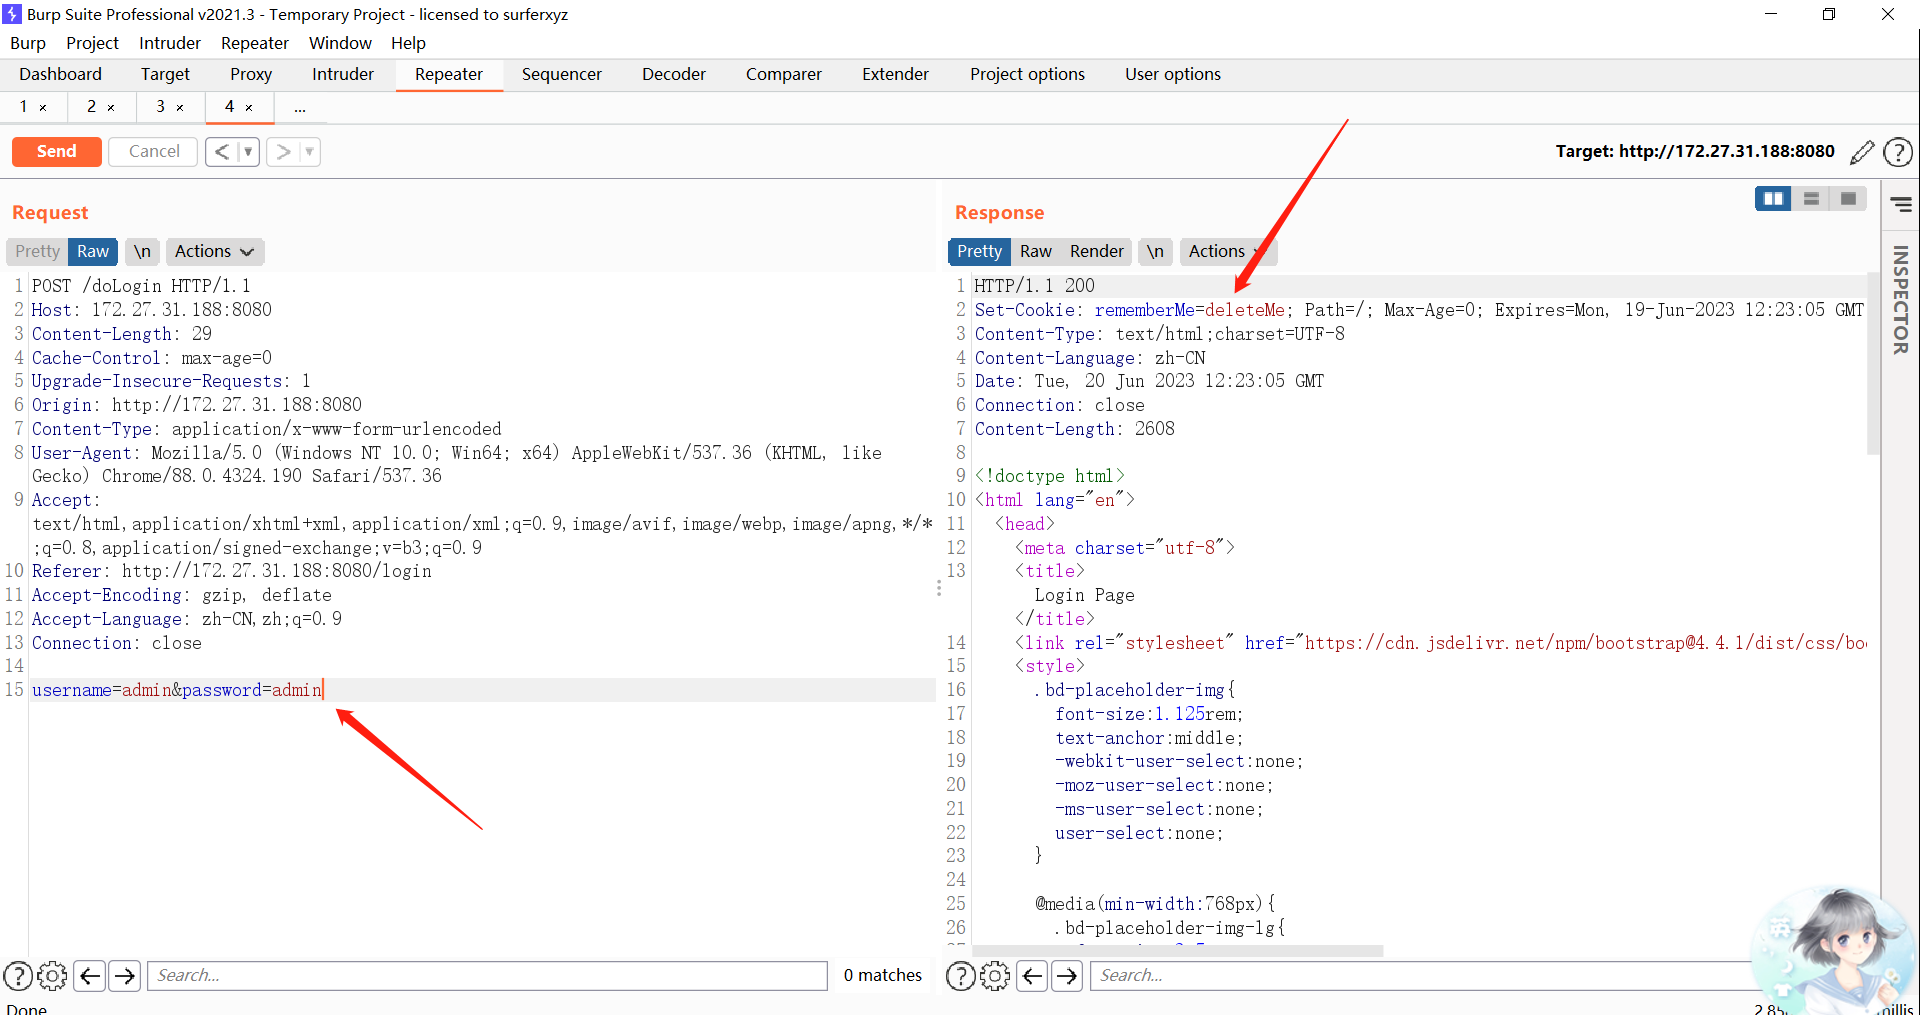 Burp Suite Professional v2021.3 - Temporary Project - licensed to surferxyz
Burp Project Intruder Repeater Window Help
Dashboard Target Proxy Intruder Repeater Sequencer Decoder Comparer Extender Project options User options
1 × 2 × 3 × 4 × ...
Send Cancel < > Target: http://172.27.31.188:8080
Request
Pretty Raw \n Actions
1 POST /doLogin HTTP/1.1
2 Host: 172.27.31.188:8080
3 Content-Length: 29
4 Cache-Control: max-age=0
5 Upgrade-Insecure-Requests: 1
6 Origin: http://172.27.31.188:8080
7 Content-Type: application/x-www-form-urlencoded
8 User-Agent: Mozilla/5.0 (Windows NT 10.0; Win64; x64) AppleWebKit/537.36 (KHTML, like
Gecko) Chrome/88.0.4324.190 Safari/537.36
9 Accept:
text/html,application/xhtml+xml,application/xml;q=0.9,image/avif,image/webp,image/apng,*/*
;q=0.8,application/signed-exchange;v=b3;q=0.9
10 Referer: http://172.27.31.188:8080/login
11 Accept-Encoding: gzip, deflate
12 Accept-Language: zh-CN,zh;q=0.9
13 Connection: close
14
15 username=admin&password=admin
Search...
0 matches
Done
Response
Pretty Raw Render \n Actions
1 HTTP/1.1 200
2 Set-Cookie: rememberMe=deleteMe; Path=/; Max-Age=0; Expires=Mon, 19-Jun-2023 12:23:05 GMT
3 Content-Type: text/html;charset=UTF-8
4 Content-Language: zh-CN
5 Date: Tue, 20 Jun 2023 12:23:05 GMT
6 Connection: close
7 Content-Length: 2608
8
9 <!doctype html>
10 <html lang="en">
11 <head>
12 <meta charset="utf-8">
13 <title>
Login Page
</title>
14 <link rel="stylesheet" href="https://cdn.jsdelivr.net/npm/bootstrap@4.4.1/dist/css/bo
15 <style>
16 .bd-placeholder-img{
17 font-size:1.125rem;
18 text-anchor:middle;
19 -webkit-user-select:none;
20 -moz-user-select:none;
21 -ms-user-select:none;
22 user-select:none;
23 }
24
25 @media(min-width:768px){
26 .bd-placeholder-img-lg{
Search...
INSPECTOR